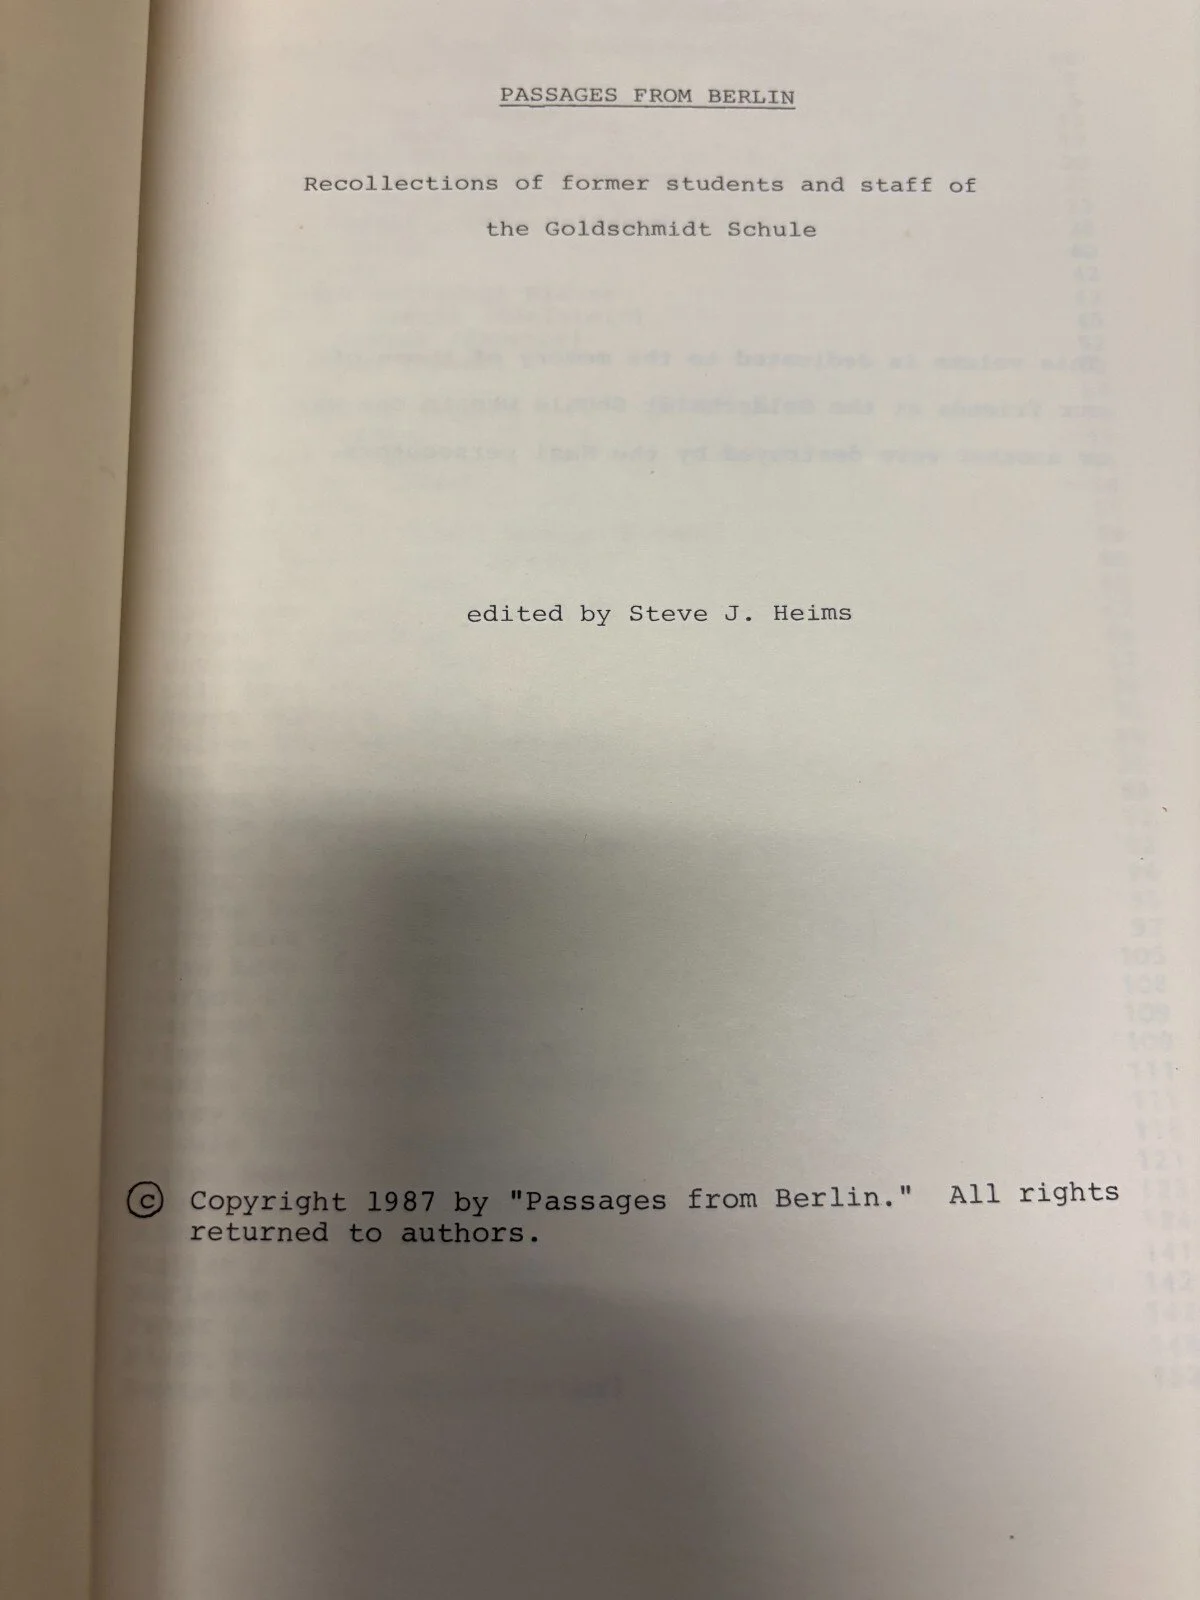 PASSAGES FROM BERLIN
Recollections of former students and staff of
the Goldschmidt Schule
edited by Steve J. Heims
© Copyright 1987 by "Passages from Berlin." All rights
returned to authors.